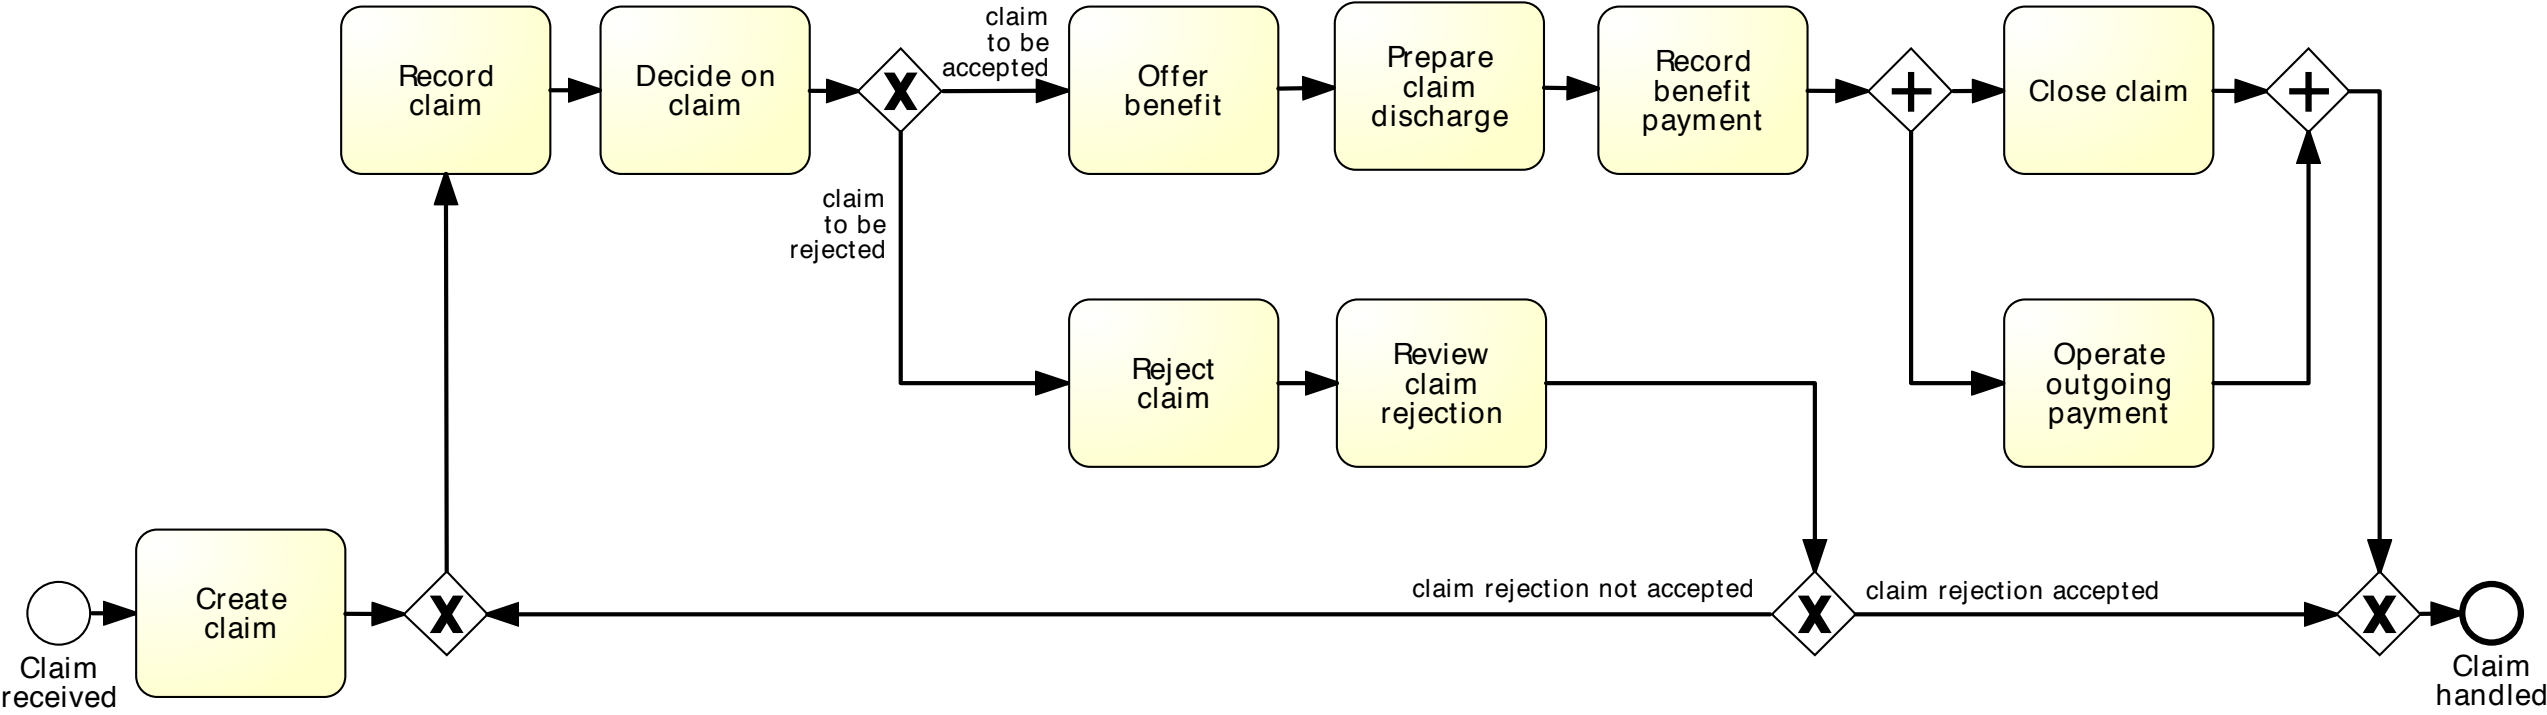 Record
claim
Decide on
claim
claim
to be
accepted
Offer
benefit
Prepare
claim
discharge
Record
benefit
payment
Close claim
claim
to be
rejected
Reject
claim
Review
claim
rejection
Operate
outgoing
payment
Claim
received
Create
claim
claim rejection not accepted
claim rejection accepted
Claim
handled